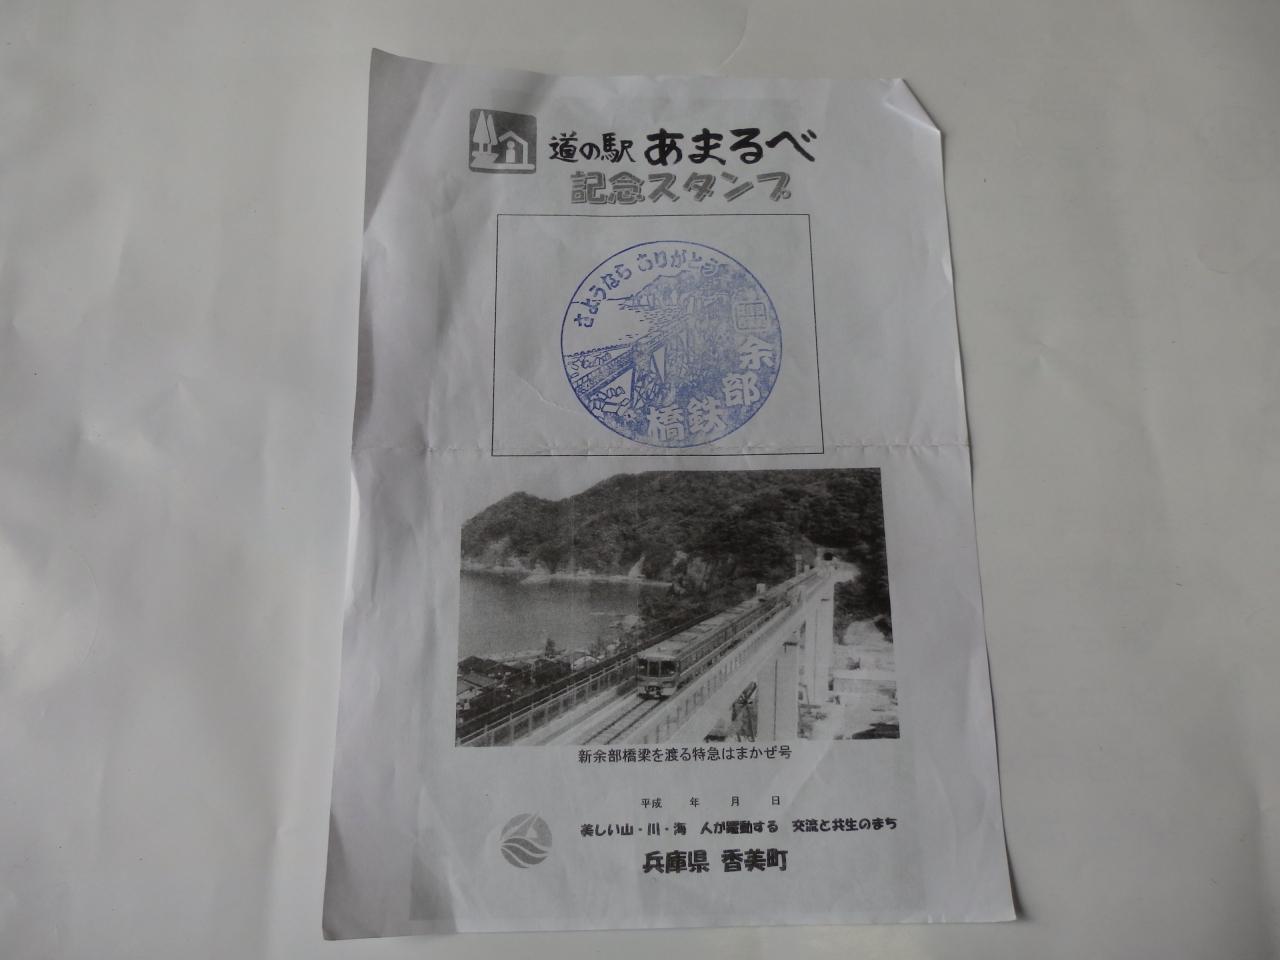 道の駅 あまるべ
記念スタンプ
さようなら ありがとう
余部鉄橋
新余部橋梁を渡る特急はまかぜ号
平成　年　月　日
美しい山・川・海　人が躍動する　交流と共生のまち
兵庫県 香美町